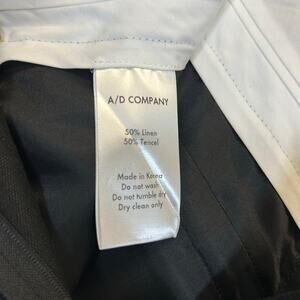 A/D COMPANY
50% Linen
50% Tencel
Made in Korea
Do not wash
Do not tumble dry
Dry clean only